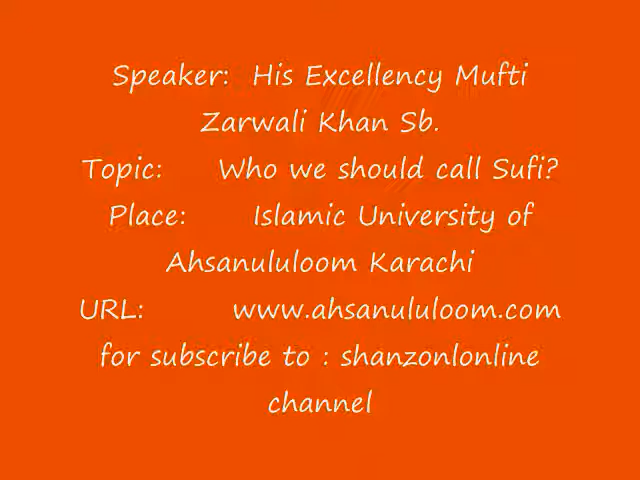 Speaker: His Excellency Mufti
Zarwali Khan Sb.
Topic: Who we should call Sufi?
Place: Islamic University of
Ahsanululoom Karachi
URL: www.ahsanululoom.com
for subscribe to : shanzonlonline
channel